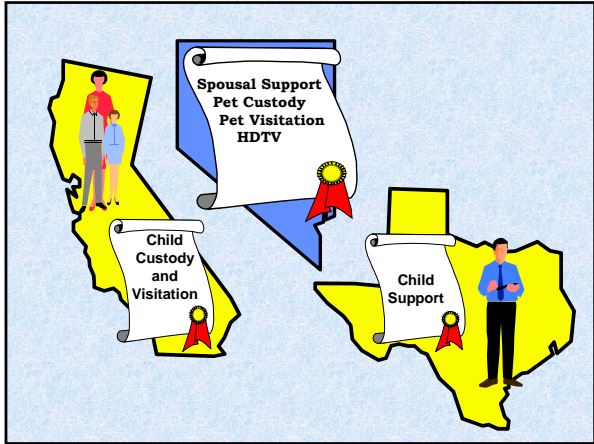 Spousal Support
Pet Custody
Pet Visitation
HDTV
Child
Custody
and
Visitation
Child
Support